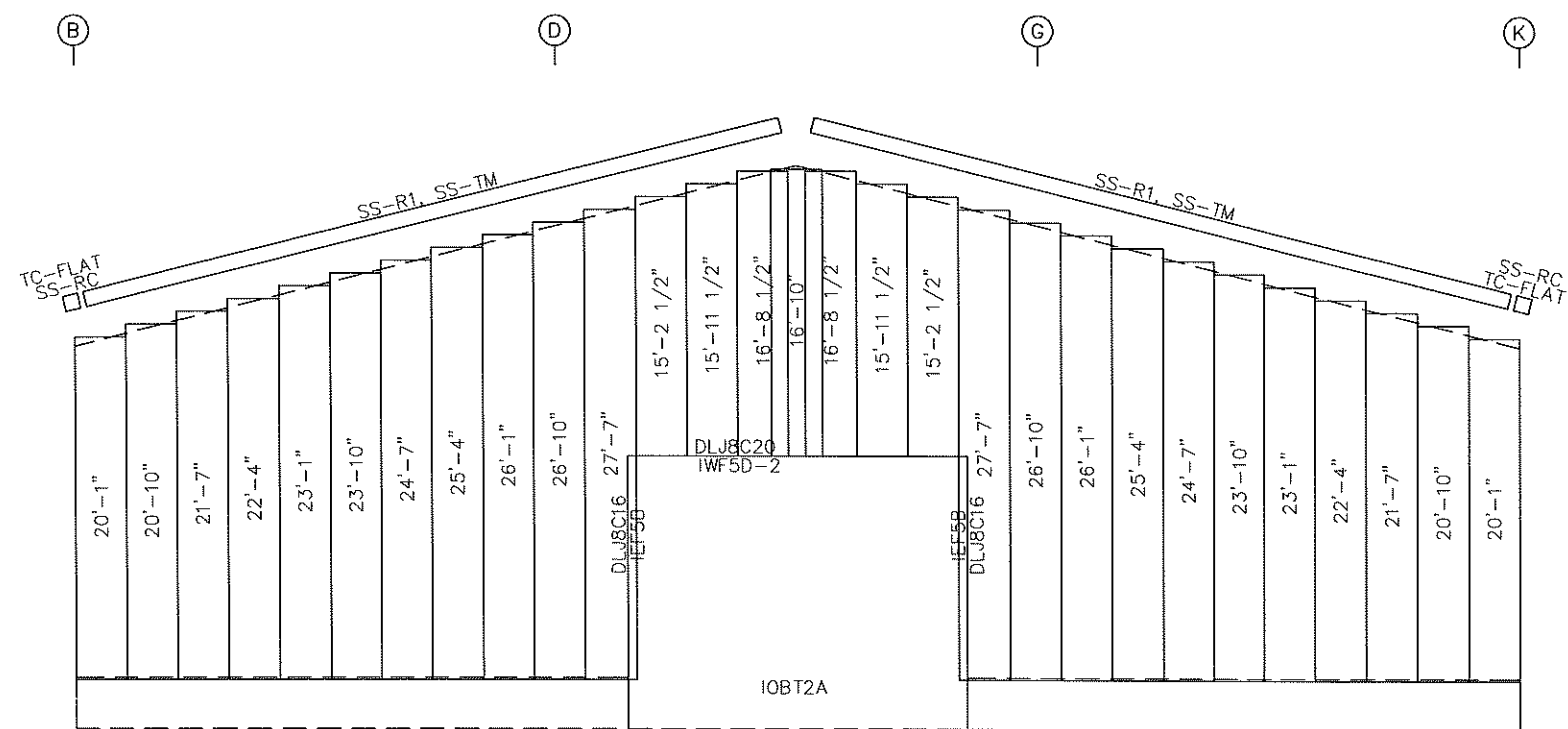 B
D
G
K
SS-R1, SS-TM
SS-R1, SS-TM
TC-FLAT
SS-RC
SS-RC
TC-FLAT
20'-1"
20'-10"
21'-7"
22'-4"
23'-1"
23'-10"
24'-7"
25'-4"
26'-1"
26'-10"
27'-7"
15'-2 1/2"
15'-11 1/2"
16'-8 1/2"
16'-10"
16'-8 1/2"
15'-11 1/2"
15'-2 1/2"
27'-7"
26'-10"
26'-1"
25'-4"
24'-7"
23'-10"
23'-1"
22'-4"
21'-7"
20'-10"
20'-1"
DLJ8C20
IWF5D-2
DLJ8C16
IEF5B
IEF5B
DLJ8C16
IOBT2A